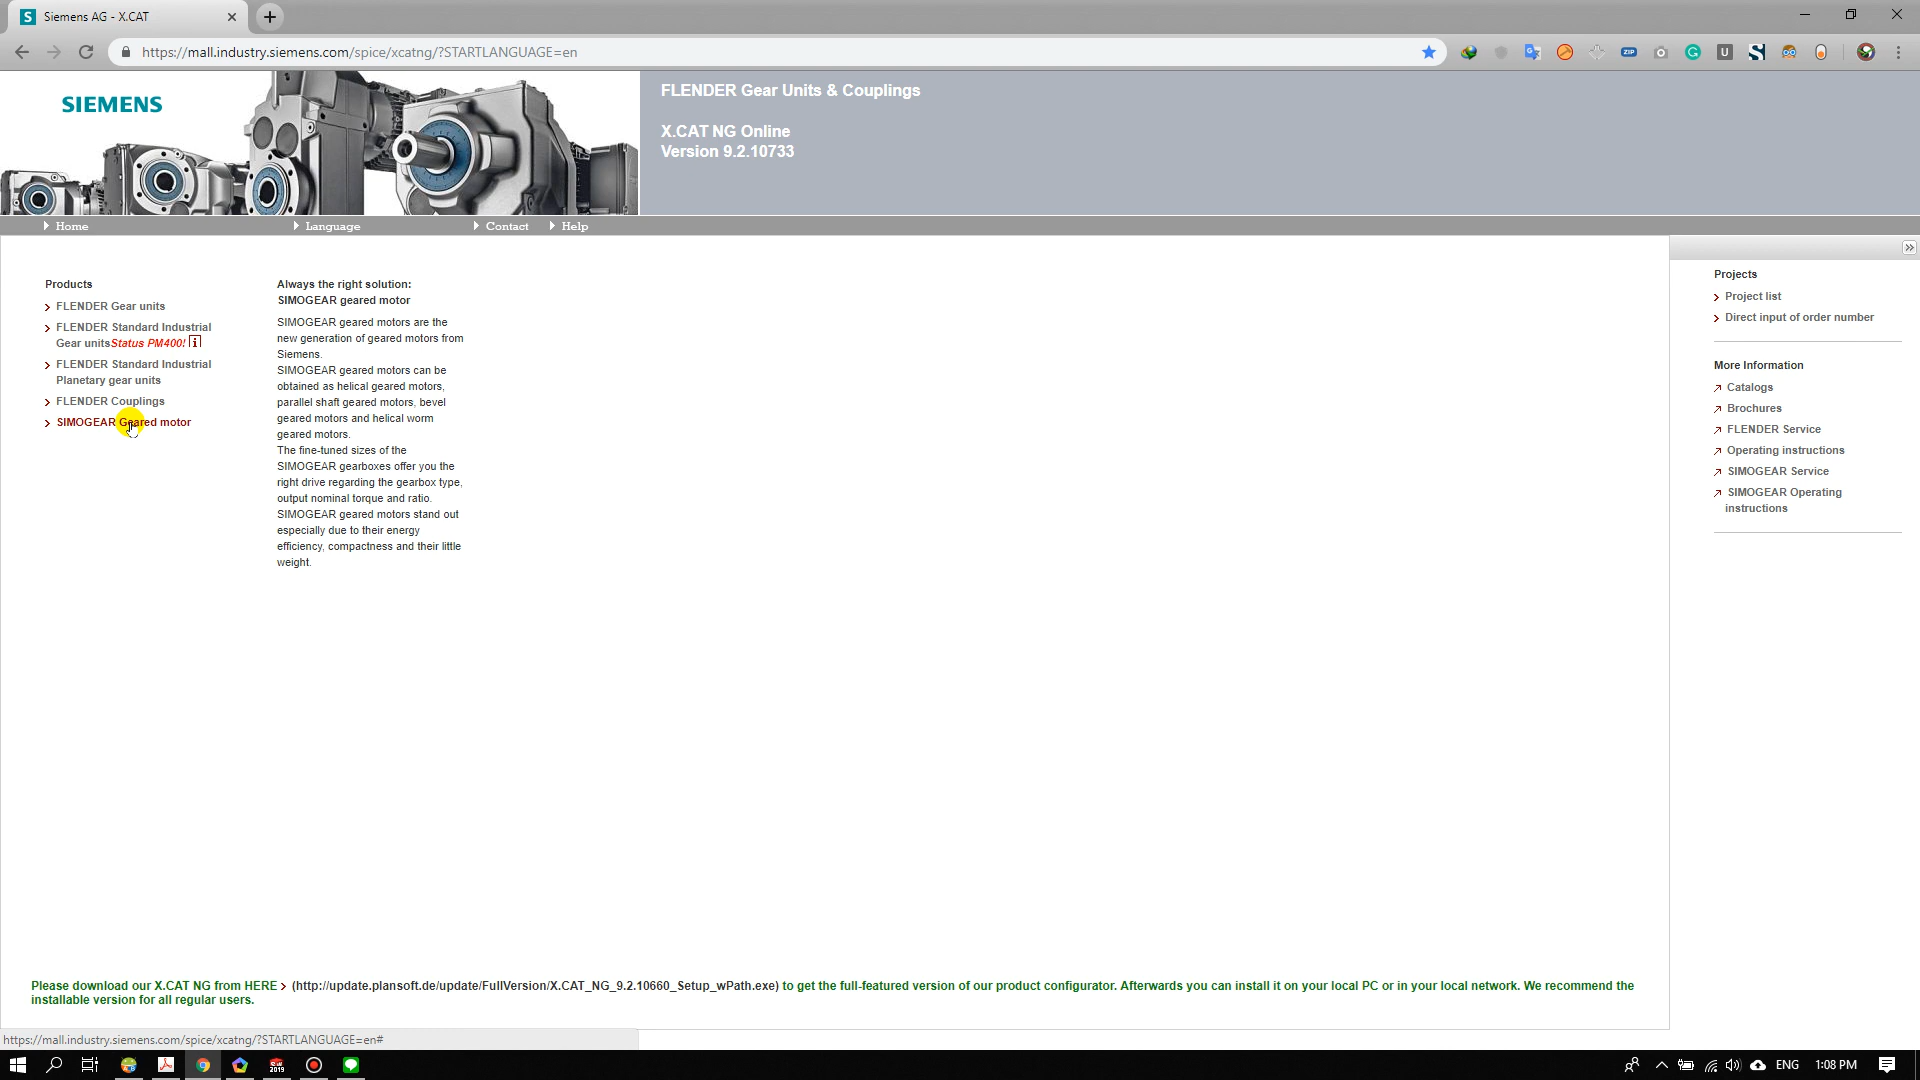 Siemens AG - X.CAT
https://mall.industry.siemens.com/spice/xcatng/?STARTLANGUAGE=en
SIEMENS
FLENDER Gear Units & Couplings
X.CAT NG Online
Version 9.2.10733
Home
Language
Contact
Help
Products
FLENDER Gear units
FLENDER Standard Industrial
Gear units Status PM400! i
FLENDER Standard Industrial
Planetary gear units
FLENDER Couplings
SIMOGEAR Geared motor
Always the right solution:
SIMOGEAR geared motor
SIMOGEAR geared motors are the
new generation of geared motors from
Siemens.
SIMOGEAR geared motors can be
obtained as helical geared motors,
parallel shaft geared motors, bevel
geared motors and helical worm
geared motors.
The fine-tuned sizes of the
SIMOGEAR gearboxes offer you the
right drive regarding the gearbox type,
output nominal torque and ratio.
SIMOGEAR geared motors stand out
especially due to their energy
efficiency, compactness and their little
weight.
Projects
Project list
Direct input of order number
More Information
Catalogs
Brochures
FLENDER Service
Operating instructions
SIMOGEAR Service
SIMOGEAR Operating
instructions
Please download our X.CAT NG from HERE > (http://update.plansoft.de/update/FullVersion/X.CAT_NG_9.2.10660_Setup_wPath.exe) to get the full-featured version of our product configurator. Afterwards you can install it on your local PC or in your local network. We recommend the
installable version for all regular users.
https://mall.industry.siemens.com/spice/xcatng/?STARTLANGUAGE=en#
ENG
1:08 PM